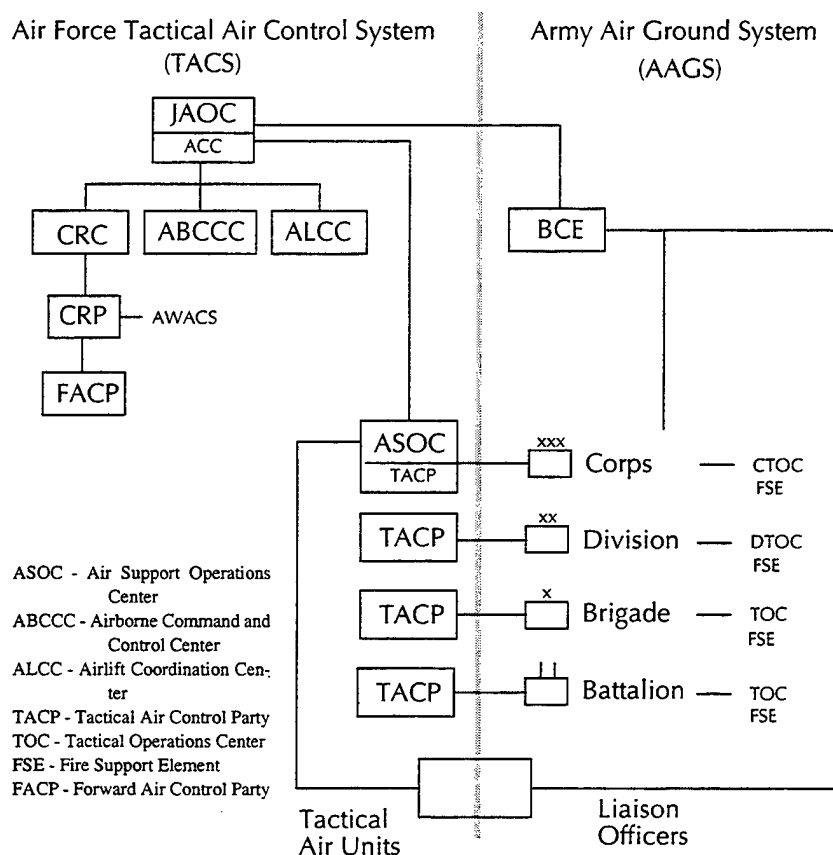 Air Force Tactical Air Control System
(TACS)
Army Air Ground System
(AAGS)
JAOC
ACC
CRC
ABCCC
ALCC
BCE
CRP
AWACS
FACP
ASOC
TACP
xxx
Corps
CTOC
FSE
TACP
xx
Division
DTOC
FSE
TACP
x
Brigade
TOC
FSE
TACP
Battalion
TOC
FSE
ASOC - Air Support Operations
Center
ABCCC - Airborne Command and
Control Center
ALCC - Airlift Coordination Cen-
ter
TACP - Tactical Air Control Party
TOC - Tactical Operations Center
FSE - Fire Support Element
FACP - Forward Air Control Party
Tactical
Air Units
Liaison
Officers